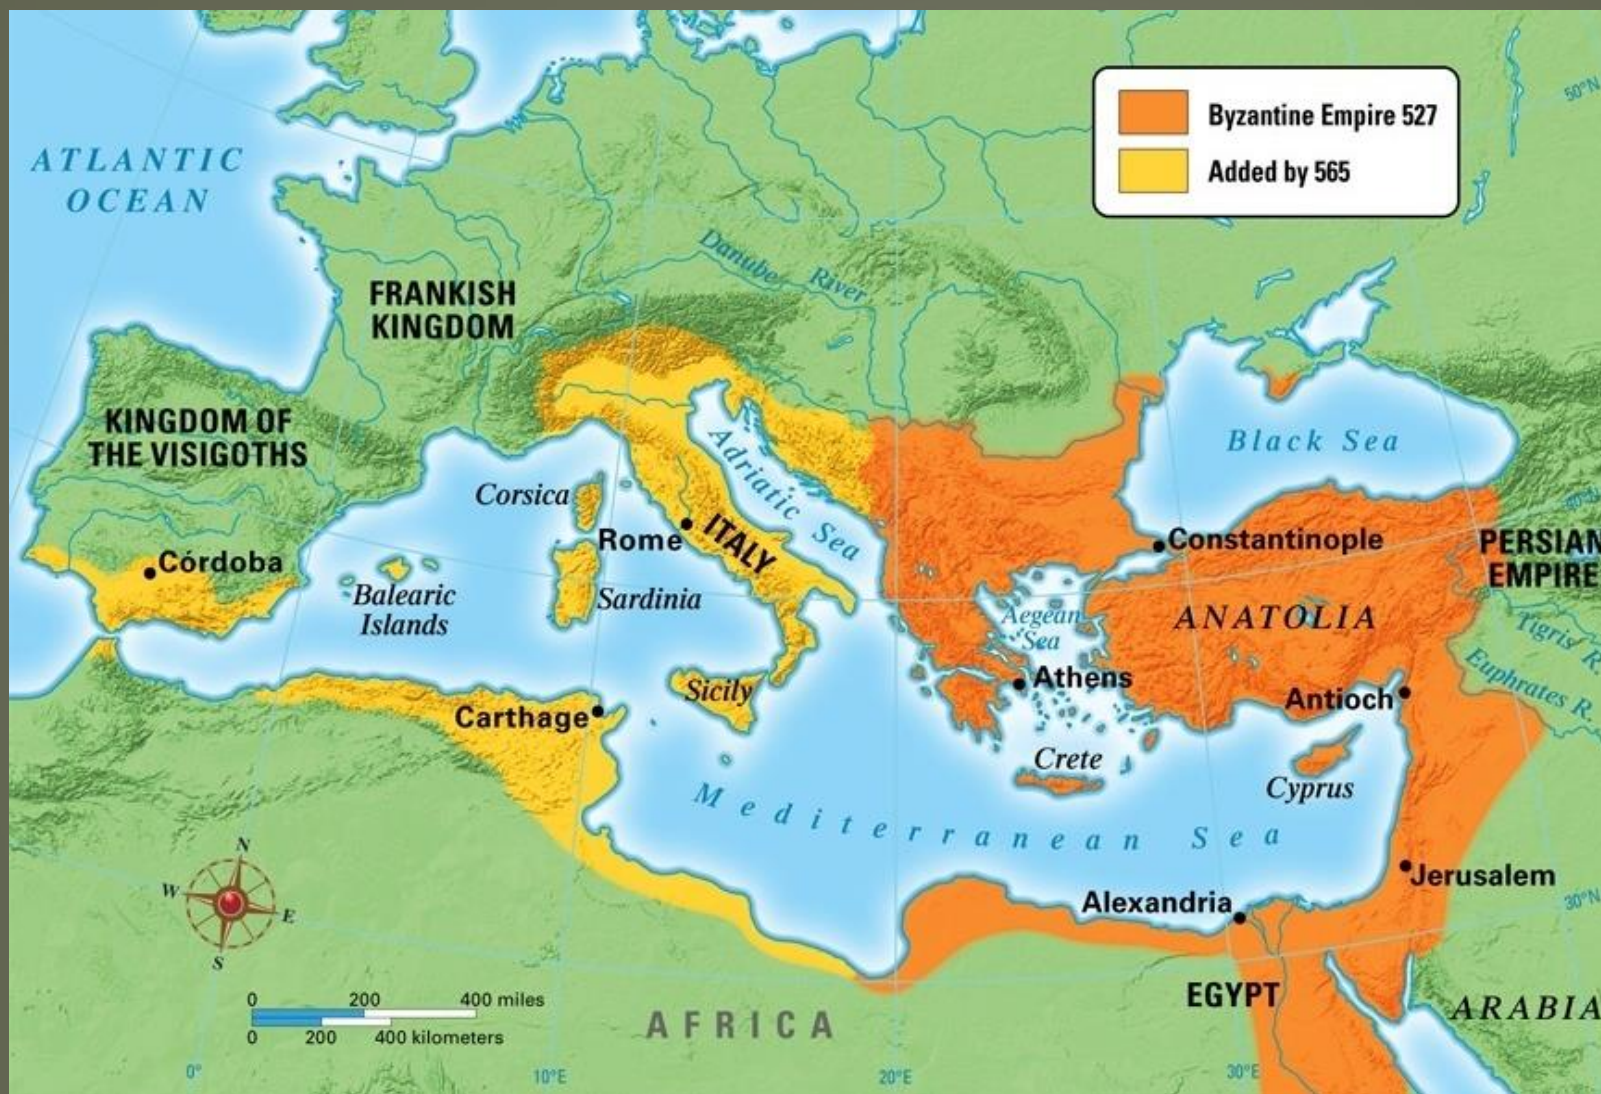 Byzantine Empire 527
Added by 565
50°N
ATLANTIC
OCEAN
Danube River
FRANKISH
KINGDOM
KINGDOM OF
THE VISIGOTHS
Black Sea
Adriatic Sea
Corsica
Rome
ITALY
Constantinople
40°N
PERSIAN
EMPIRE
Córdoba
Balearic
Islands
Sardinia
Aegean
Sea
ANATOLIA
Tigris R.
Euphrates R.
Athens
Sicily
Antioch
Carthage
Crete
Cyprus
Mediterranean Sea
Jerusalem
Alexandria
30°N
N
W
E
S
EGYPT
ARABIA
0 200 400 miles
0 200 400 kilometers
AFRICA
0°
10°E
20°E
30°E